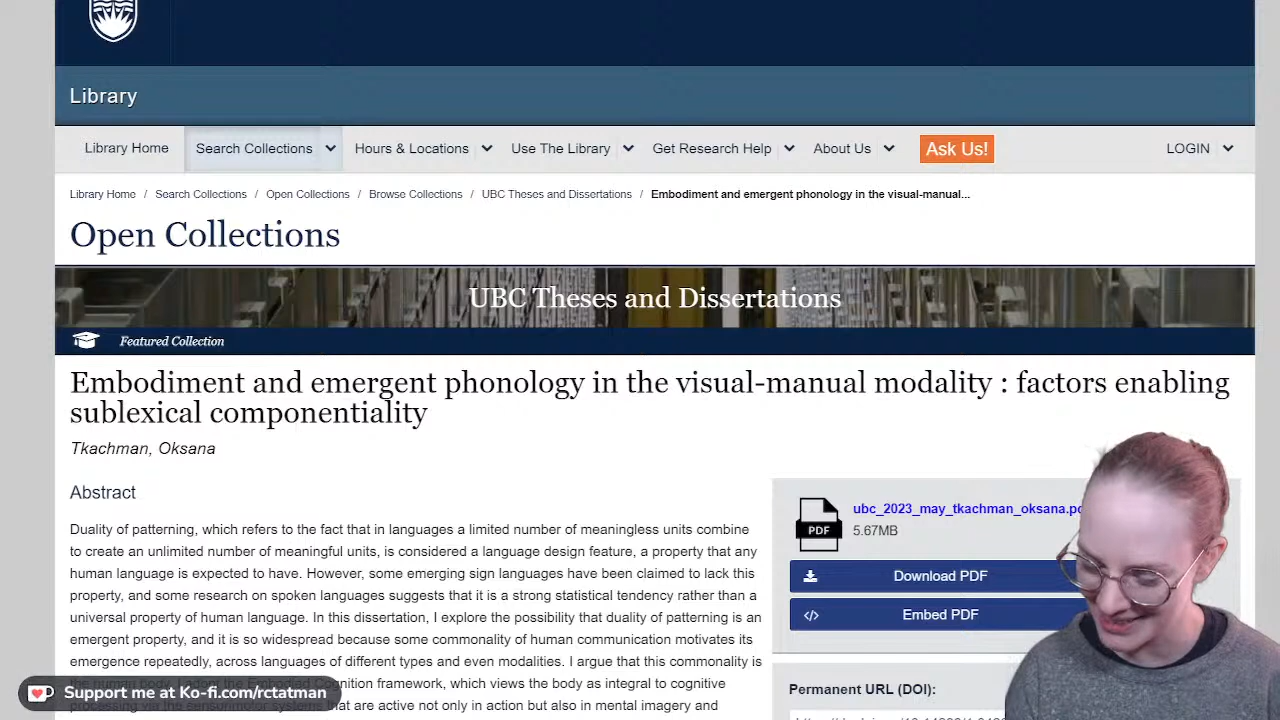 Library
Library Home Search Collections Hours & Locations Use The Library Get Research Help About Us Ask Us! LOGIN
Library Home / Search Collections / Open Collections / Browse Collections / UBC Theses and Dissertations / Embodiment and emergent phonology in the visual-manual...
Open Collections
UBC Theses and Dissertations
Featured Collection
Embodiment and emergent phonology in the visual-manual modality : factors enabling
sublexical componentiality
Tkachman, Oksana
Abstract
Duality of patterning, which refers to the fact that in languages a limited number of meaningless units combine
to create an unlimited number of meaningful units, is considered a language design feature, a property that any
human language is expected to have. However, some emerging sign languages have been claimed to lack this
property, and some research on spoken languages suggests that it is a strong statistical tendency rather than a
universal property of human language. In this dissertation, I explore the possibility that duality of patterning is an
emergent property, and it is so widespread because some commonality of human communication motivates its
emergence repeatedly, across languages of different types and even modalities. I argue that this commonality is
which views the body as integral to cognitive
that are active not only in action but also in mental imagery and
PDF
ubc_2023_may_tkachman_oksana.
5.67MB
Download PDF
Embed PDF
Permanent URL (DOI):
Support me at Ko-fi.com/rctatman